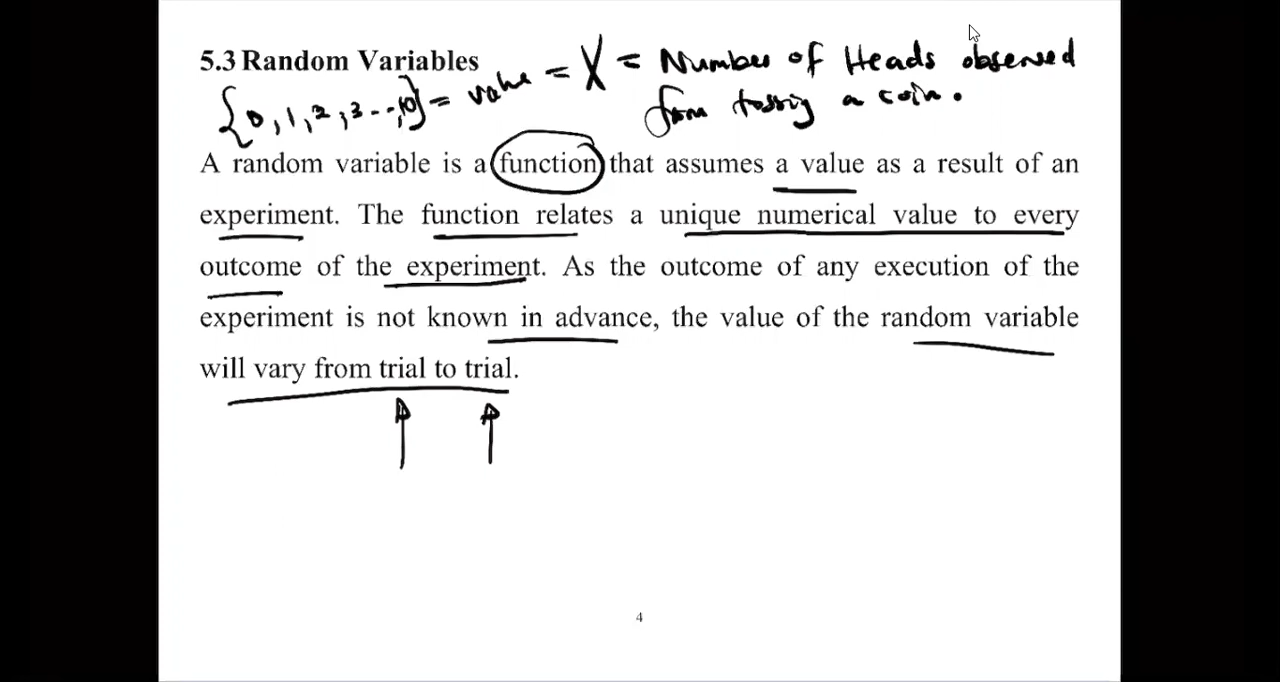 5.3 Random Variables
{0, 1, 2, 3 - - , 10} = value = X = Number of Heads observed
from tossing a coin.
A random variable is a function that assumes a value as a result of an
experiment. The function relates a unique numerical value to every
outcome of the experiment. As the outcome of any execution of the
experiment is not known in advance, the value of the random variable
will vary from trial to trial.
4